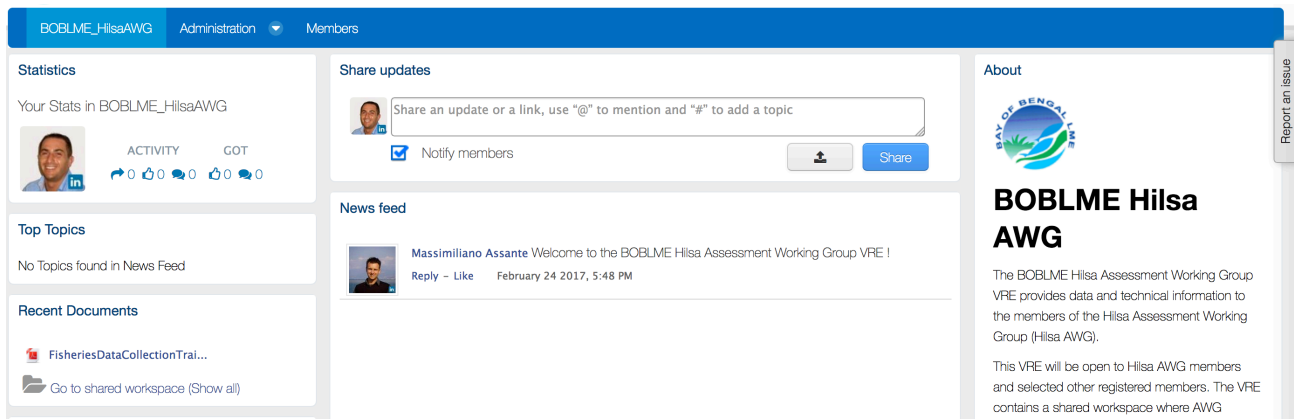 BOBLME_HilsaAWG
Administration
Members
Report an issue
Statistics
Your Stats in BOBLME_HilsaAWG
ACTIVITY
GOT
0 0 0 0 0
in
Top Topics
No Topics found in News Feed
Recent Documents
FisheriesDataCollectionTrai...
Go to shared workspace (Show all)
Share updates
Share an update or a link, use “@” to mention and “#” to add a topic
in
Notify members
Share
News feed
Massimiliano Assante Welcome to the BOBLME Hilsa Assessment Working Group VRE !
Reply – Like February 24 2017, 5:48 PM
in
About
BAY OF BENGAL LME
BOBLME Hilsa
AWG
The BOBLME Hilsa Assessment Working Group
VRE provides data and technical information to
the members of the Hilsa Assessment Working
Group (Hilsa AWG).
This VRE will be open to Hilsa AWG members
and selected other registered members. The VRE
contains a shared workspace where AWG